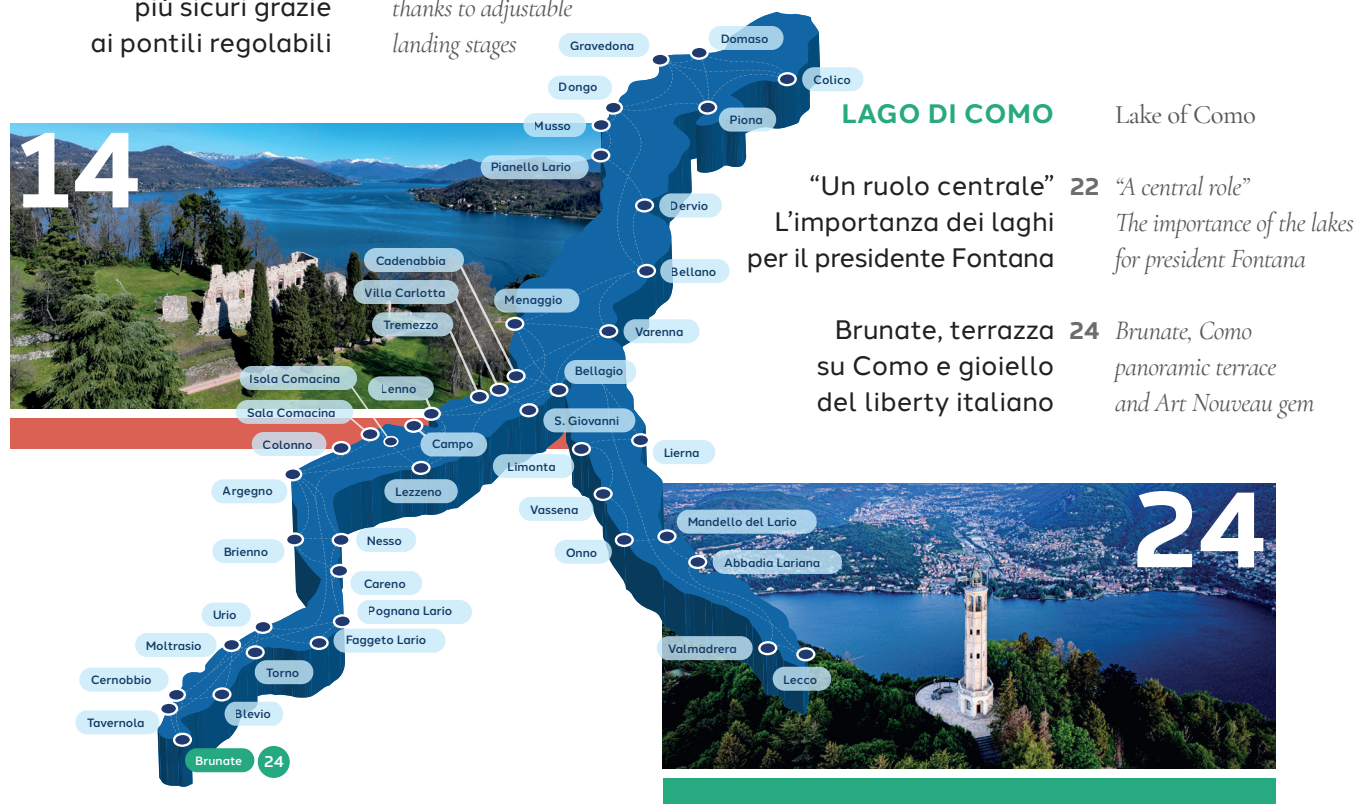 più sicuri grazie
ai pontili regolabili
thanks to adjustable
landing stages
14
LAGO DI COMO
Lake of Como
“Un ruolo centrale”
L’importanza dei laghi
per il presidente Fontana
22
“A central role”
The importance of the lakes
for president Fontana
Brunate, terrazza
su Como e gioiello
del liberty italiano
24
Brunate, Como
panoramic terrace
and Art Nouveau gem
24
Gravedona
Domaso
Colico
Dongo
Piona
Musso
Pianello Lario
Dervio
Cadenabbia
Bellano
Villa Carlotta
Menaggio
Tremezzo
Varenna
Isola Comacina
Lenno
Bellagio
Sala Comacina
S. Giovanni
Colonno
Campo
Lierna
Limonta
Argegno
Lezzeno
Vassena
Mandello del Lario
Brienno
Nesso
Onno
Abbadia Lariana
Careno
Pognana Lario
Urio
Faggeto Lario
Moltrasio
Valmadrera
Torno
Cernobbio
Lecco
Tavernola
Blevio
Brunate
24